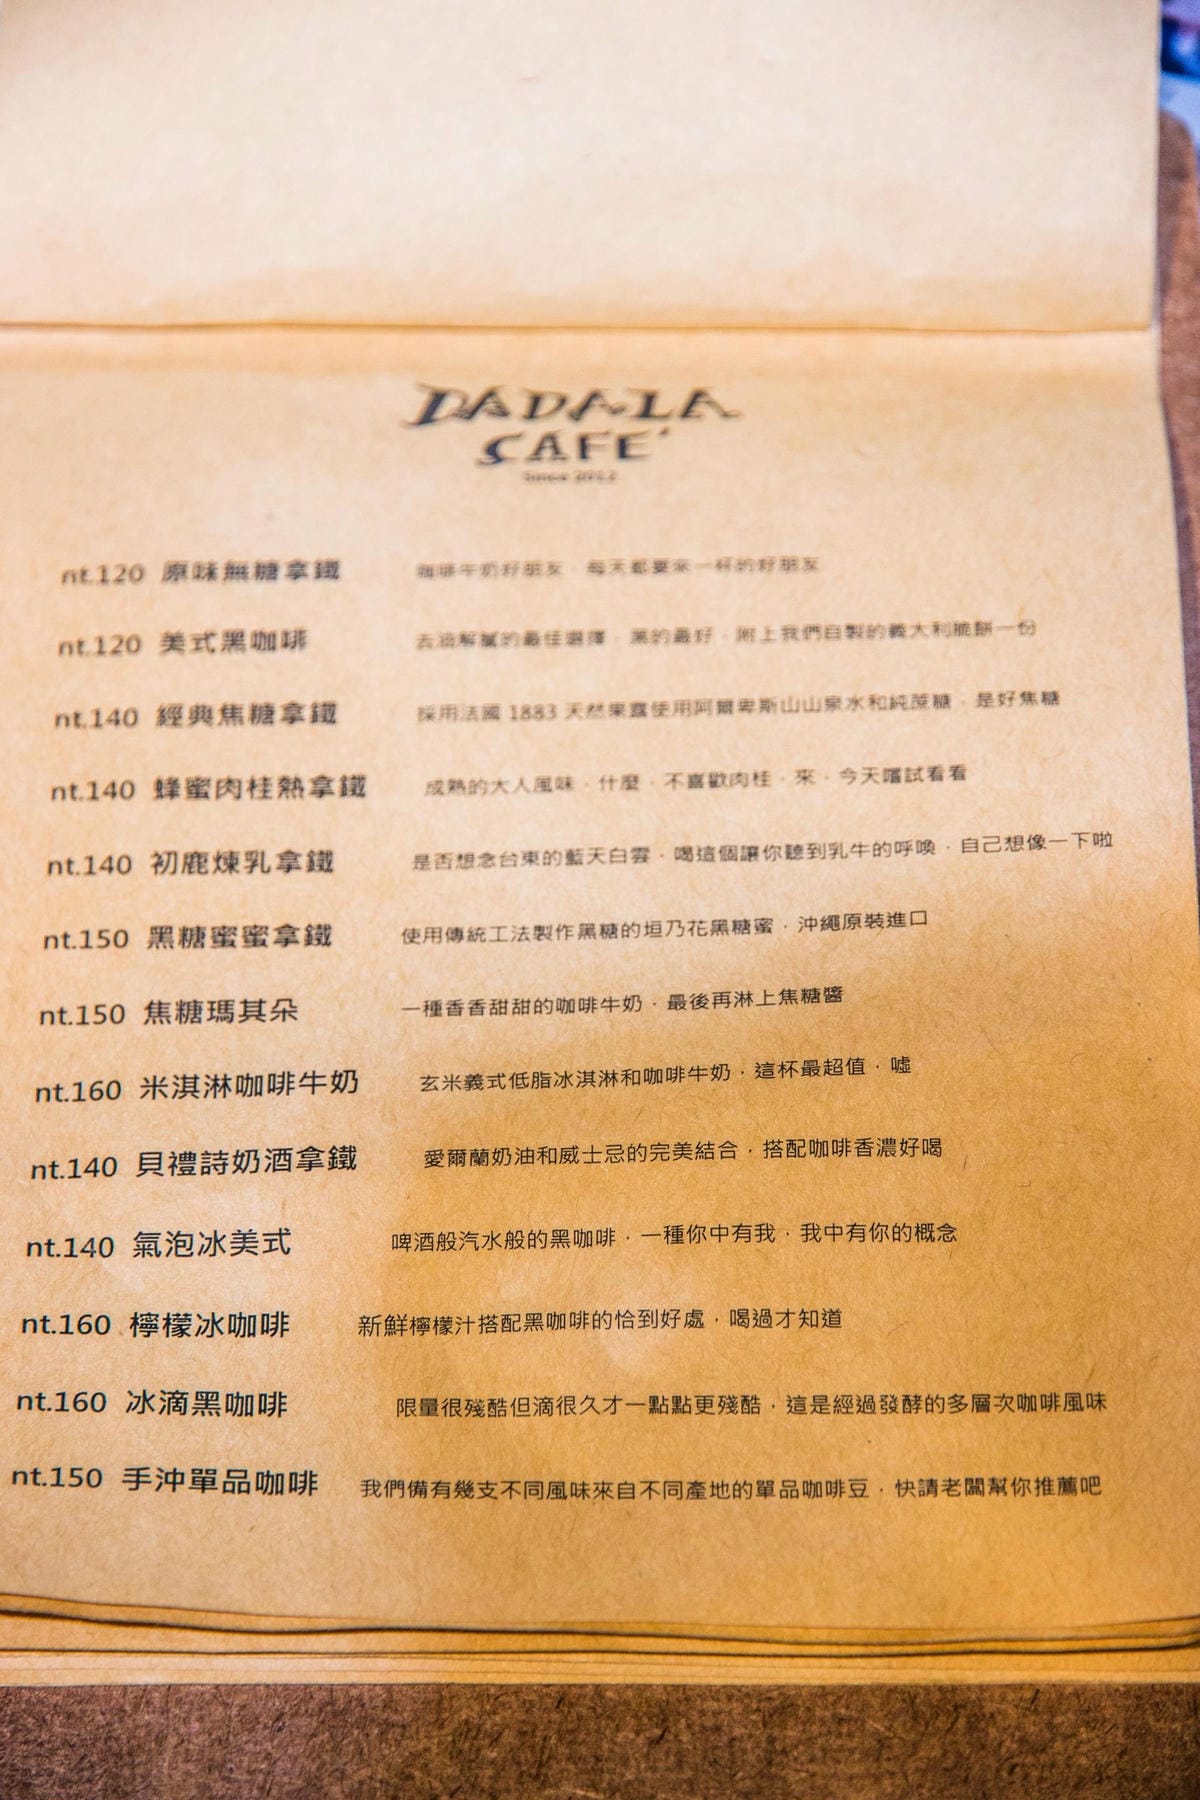 DADALA
CAFE'
Since 2012
nt.120 原味無糖拿鐵 咖啡牛奶好朋友．每天都要來一杯的好朋友
nt.120 美式黑咖啡 去油解膩的最佳選擇．黑的最好．附上我們自製的義大利脆餅一份
nt.140 經典焦糖拿鐵 採用法國 1883 天然果露使用阿爾卑斯山山泉水和純蔗糖．是好焦糖
nt.140 蜂蜜肉桂熱拿鐵 成熟的大人風味．什麼．不喜歡肉桂．來．今天嚐試看看
nt.140 初鹿煉乳拿鐵 是否想念台東的藍天白雲．喝這個讓你聽到乳牛的呼喚．自己想像一下啦
nt.150 黑糖蜜蜜拿鐵 使用傳統工法製作黑糖的垣乃花黑糖蜜．沖繩原裝進口
nt.150 焦糖瑪其朵 一種香香甜甜的咖啡牛奶．最後再淋上焦糖醬
nt.160 米淇淋咖啡牛奶 玄米義式低脂冰淇淋和咖啡牛奶．這杯最超值．噓
nt.140 貝禮詩奶酒拿鐵 愛爾蘭奶油和威士忌的完美結合．搭配咖啡香濃好喝
nt.140 氣泡冰美式 啤酒般汽水般的黑咖啡．一種你中有我．我中有你的概念
nt.160 檸檬冰咖啡 新鮮檸檬汁搭配黑咖啡的恰到好處．喝過才知道
nt.160 冰滴黑咖啡 限量很殘酷但滴很久才一點點更殘酷．這是經過發酵的多層次咖啡風味
nt.150 手沖單品咖啡 我們備有幾支不同風味來自不同產地的單品咖啡豆．快請老闆幫你推薦吧